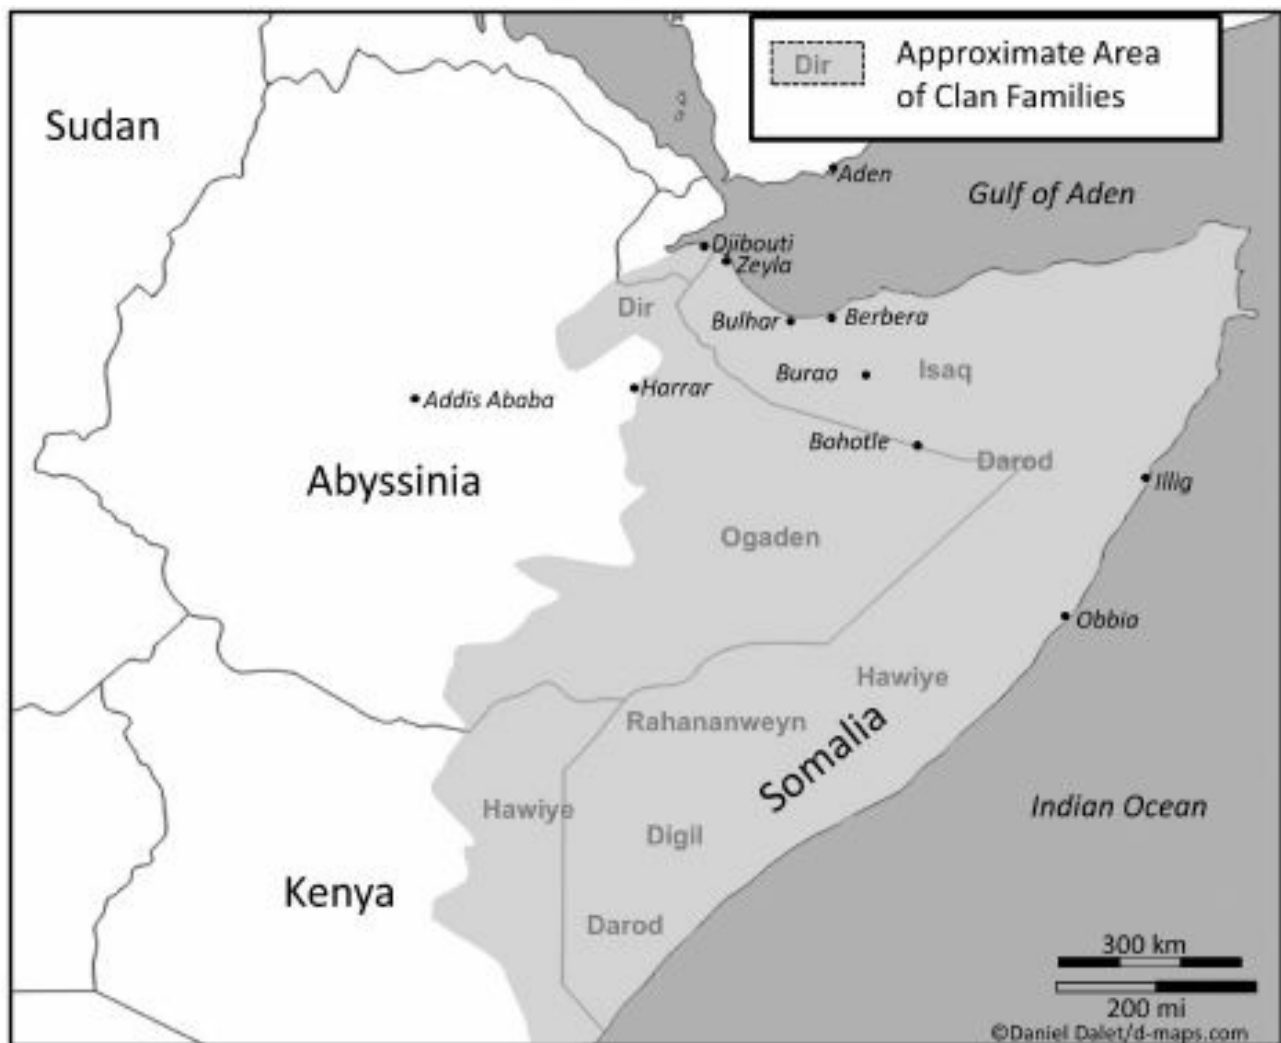 Dir
Approximate Area
of Clan Families
Sudan
Aden
Gulf of Aden
Djibouti
Zeyla
Dir
Bulhar
Berbera
Burao
Isaq
Harrar
Addis Ababa
Bohotle
Darod
Abyssinia
Illig
Ogaden
Obbia
Hawiye
Rahananweyn
Somalia
Hawiye
Indian Ocean
Digil
Kenya
Darod
300 km
200 mi
©Daniel Dalet/d-maps.com